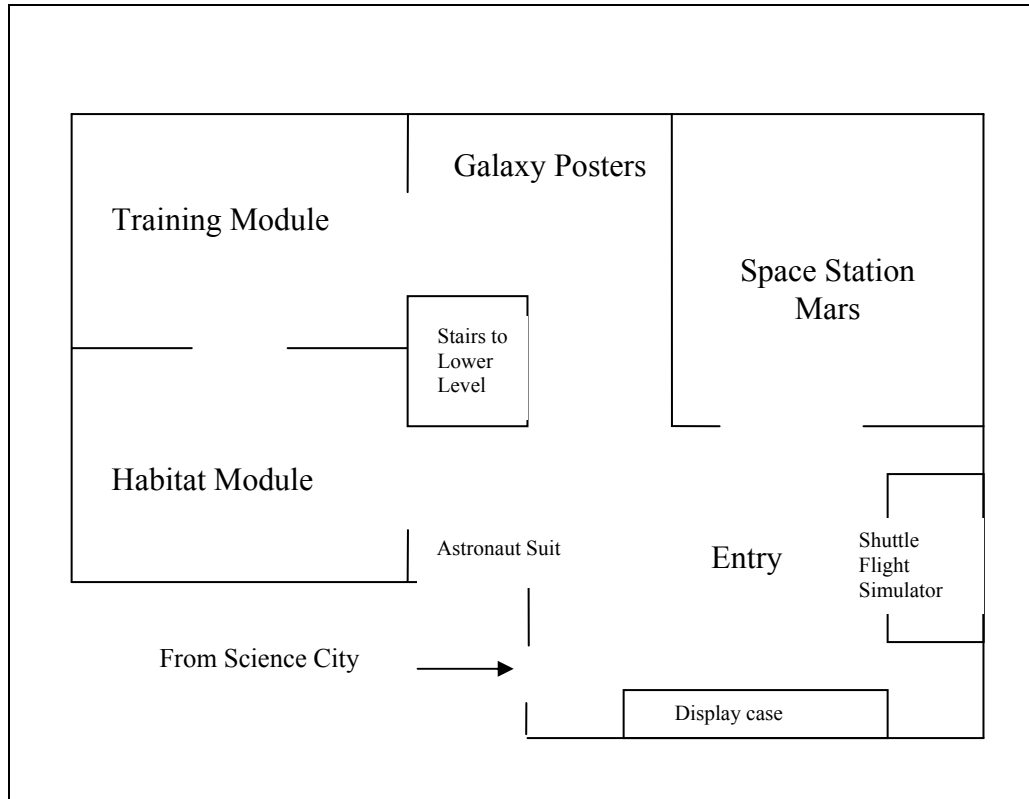 Galaxy Posters
Training Module
Space Station
Mars
Stairs to
Lower
Level
Habitat Module
Astronaut Suit
Entry
Shuttle
Flight
Simulator
From Science City
Display case